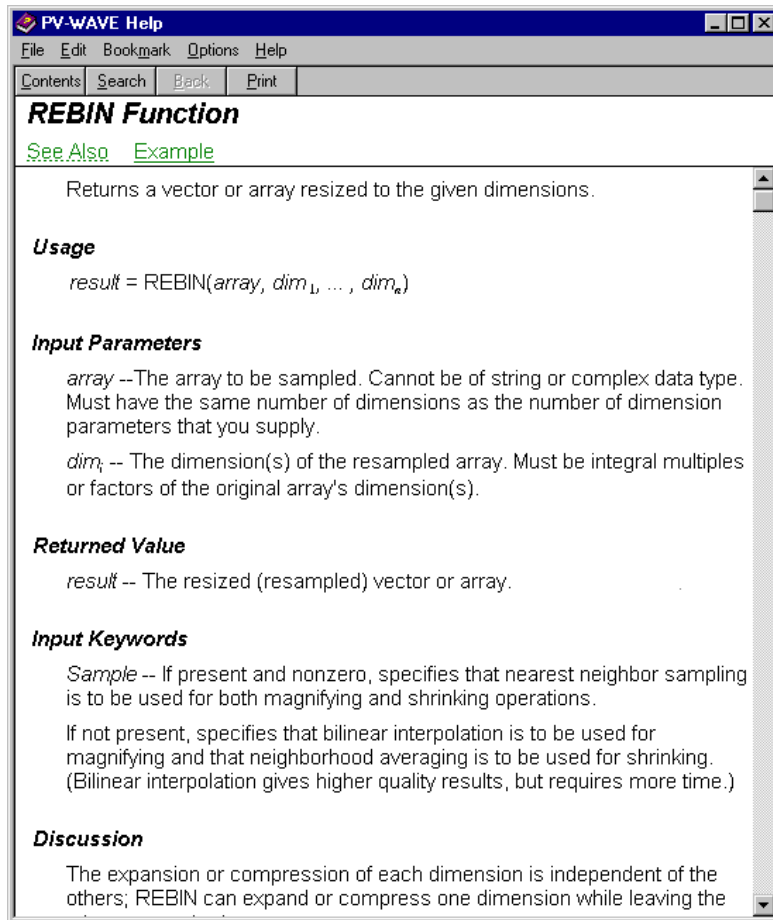 PV-WAVE Help
File Edit Bookmark Options Help
Contents Search Back Print
REBIN Function
See Also Example
Returns a vector or array resized to the given dimensions.
Usage
result = REBIN(array, dim1, ... , dimn)
Input Parameters
array --The array to be sampled. Cannot be of string or complex data type.
Must have the same number of dimensions as the number of dimension
parameters that you supply.
dimi -- The dimension(s) of the resampled array. Must be integral multiples
or factors of the original array's dimension(s).
Returned Value
result -- The resized (resampled) vector or array.
Input Keywords
Sample -- If present and nonzero, specifies that nearest neighbor sampling
is to be used for both magnifying and shrinking operations.
If not present, specifies that bilinear interpolation is to be used for
magnifying and that neighborhood averaging is to be used for shrinking.
(Bilinear interpolation gives higher quality results, but requires more time.)
Discussion
The expansion or compression of each dimension is independent of the
others; REBIN can expand or compress one dimension while leaving the